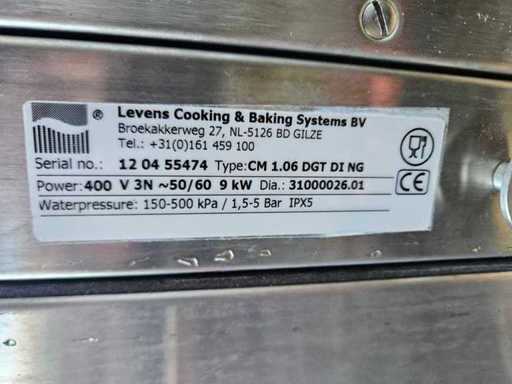 ® Levens Cooking & Baking Systems BV
Broekakkerweg 27, NL-5126 BD GILZE
Tel.: +31(0)161 459 100
Serial no.: 12 04 55474 Type: CM 1.06 DGT DI NG
Power: 400 V 3N ~50/60 9 kW Dia.: 31000026.01
Waterpressure: 150-500 kPa / 1,5-5 Bar IPX5
CE